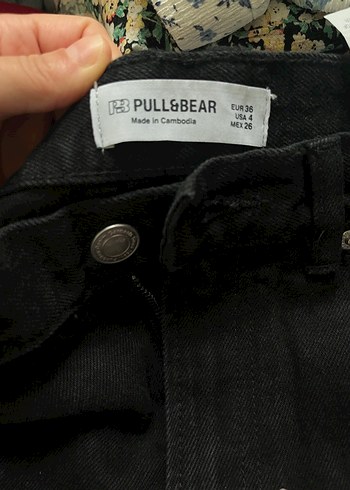 P&B PULL&BEAR
Made in Cambodia
EUR 36
USA 4
MEX 26